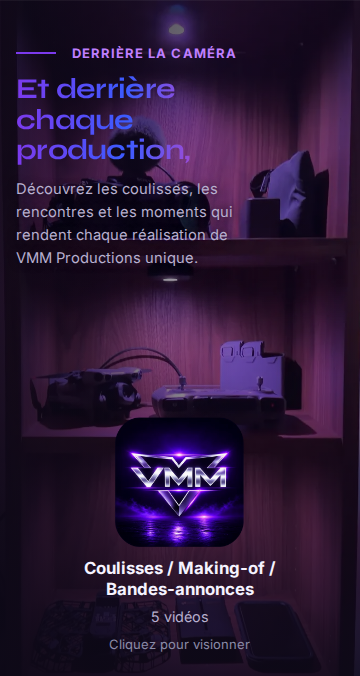 DERRIÈRE LA CAMÉRA
Et derrière
chaque
production,
Découvrez les coulisses, les
rencontres et les moments qui
rendent chaque réalisation de
VMM Productions unique.
VMM
Coulisses / Making-of /
Bandes-annonces
5 vidéos
Cliquez pour visionner